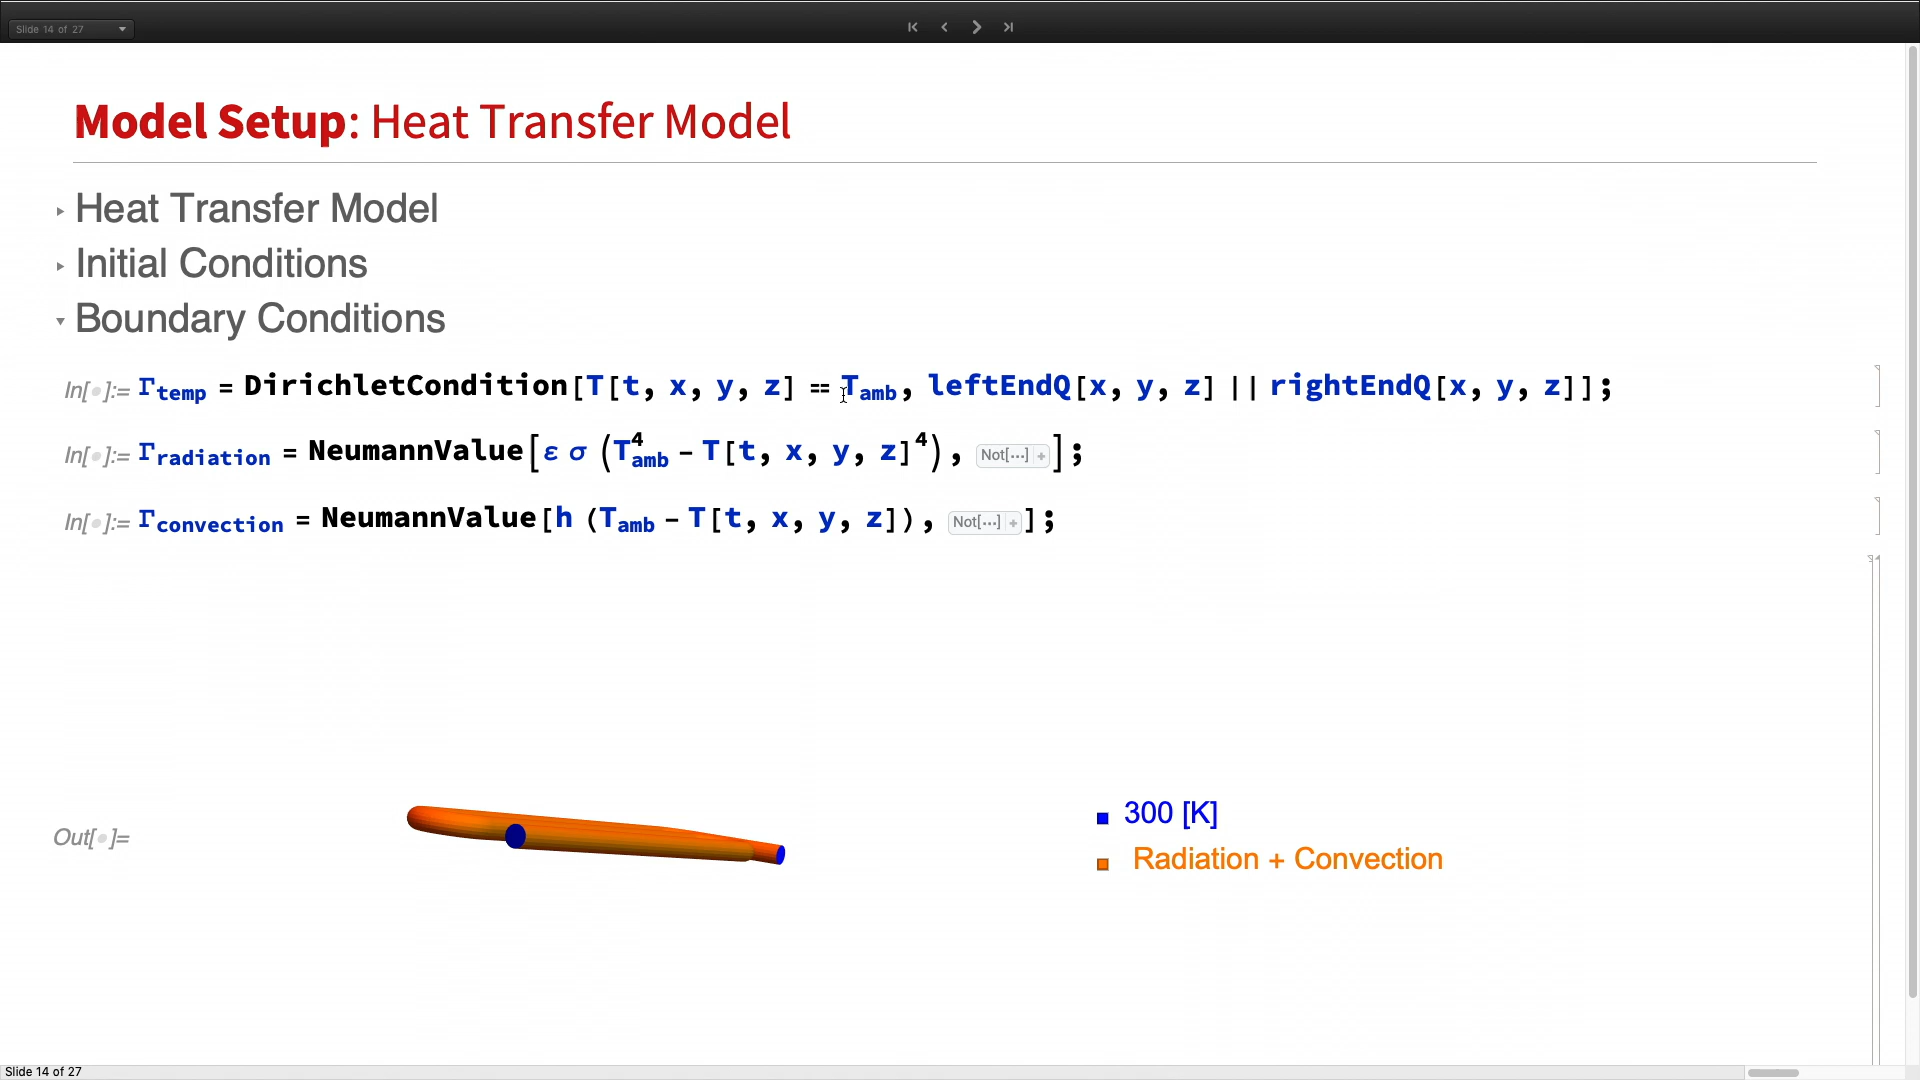 Slide 14 of 27
Model Setup: Heat Transfer Model
Heat Transfer Model
Initial Conditions
Boundary Conditions
In[•]:= Γtemp = DirichletCondition[T[t, x, y, z] == Tamb, leftEndQ[x, y, z] || rightEndQ[x, y, z]];
In[•]:= Γradiation = NeumannValue[ε σ (T⁴amb – T[t, x, y, z]⁴), Not[...] +];
In[•]:= Γconvection = NeumannValue[h (Tamb – T[t, x, y, z]), Not[...] +];
Out[•]=
300 [K]
Radiation + Convection
Slide 14 of 27